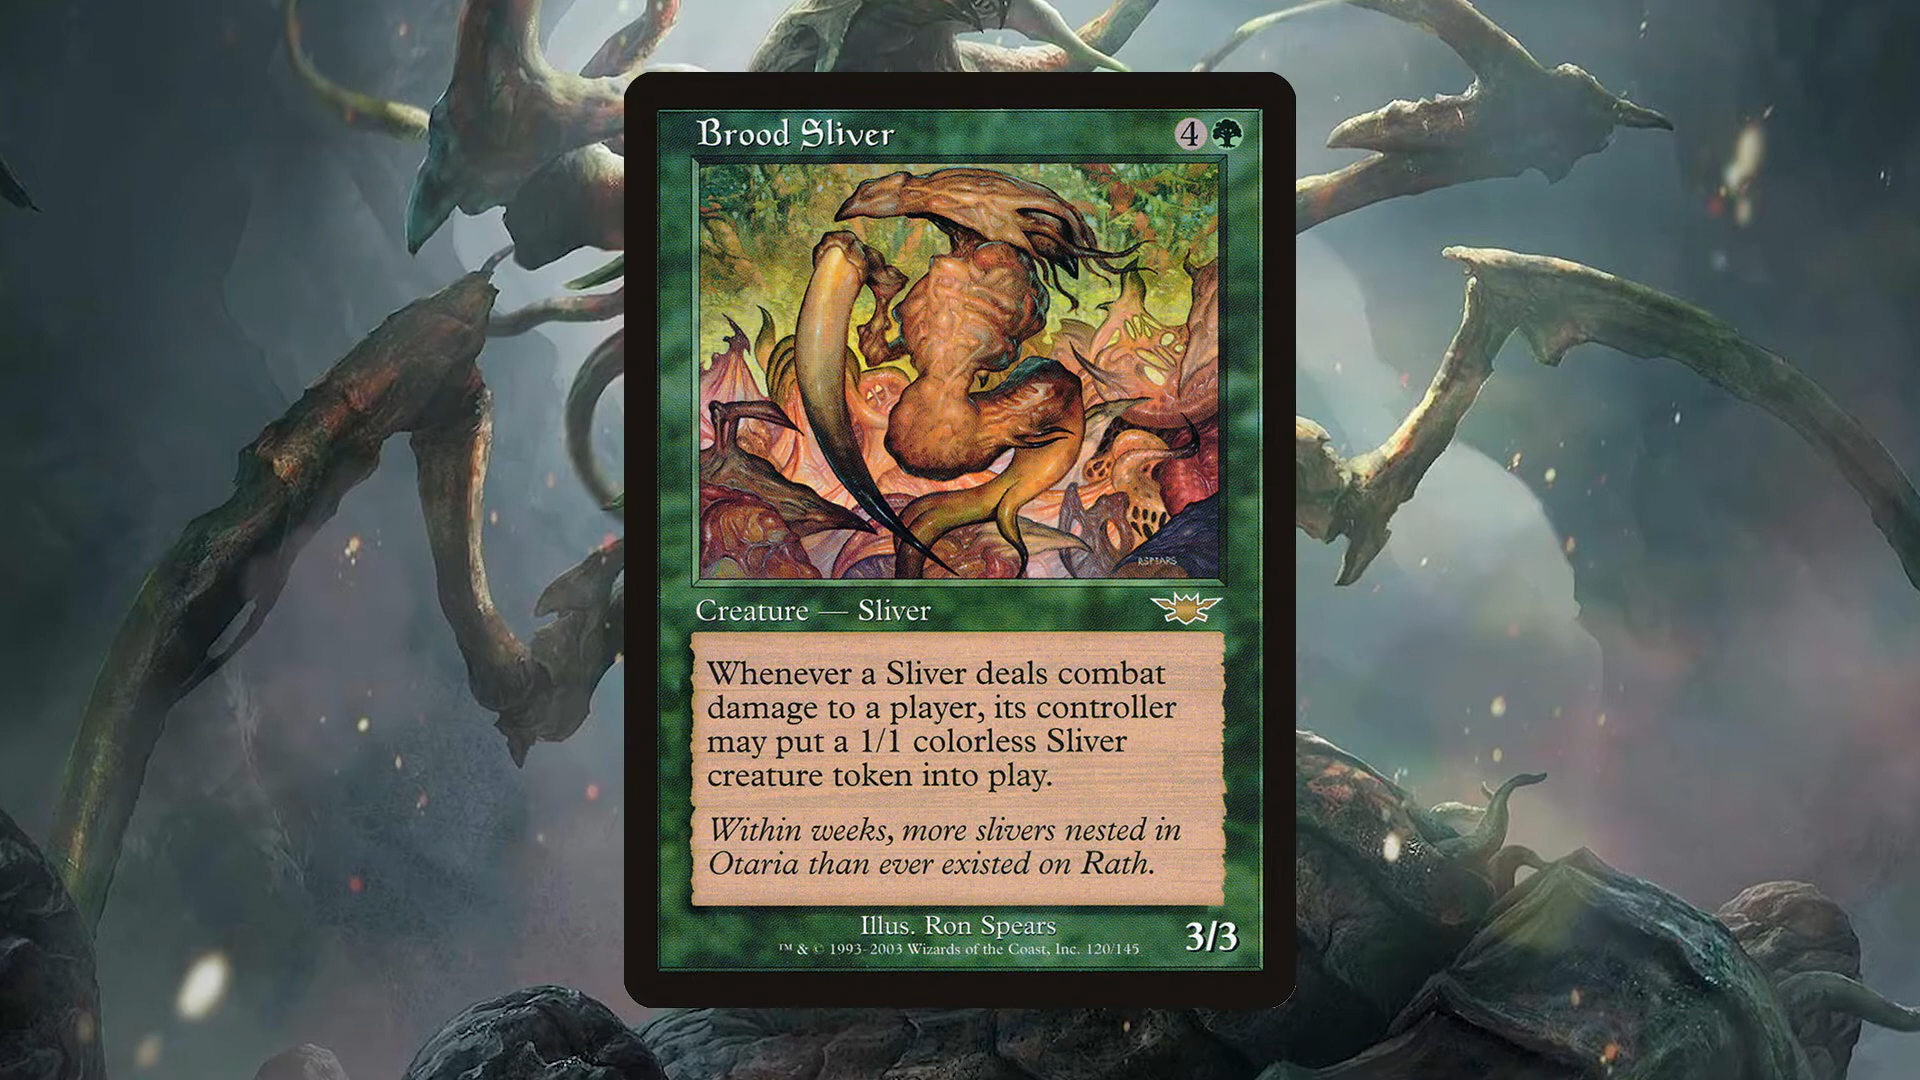 Brood Sliver
4
RSPEARS
Creature — Sliver
Whenever a Sliver deals combat
damage to a player, its controller
may put a 1/1 colorless Sliver
creature token into play.
Within weeks, more slivers nested in
Otaria than ever existed on Rath.
Illus. Ron Spears
™ & © 1993-2003 Wizards of the Coast, Inc. 120/145
3/3